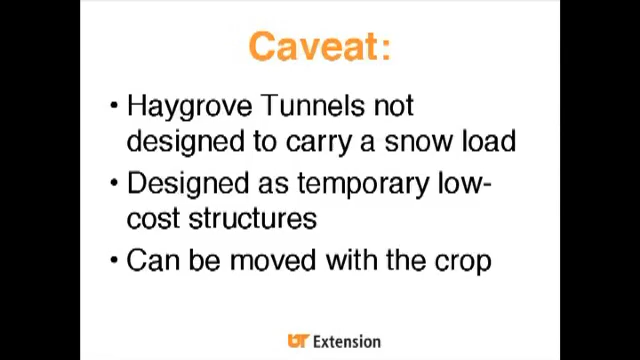 Caveat:
• Haygrove Tunnels not
designed to carry a snow load
• Designed as temporary low-
cost structures
• Can be moved with the crop
UT Extension